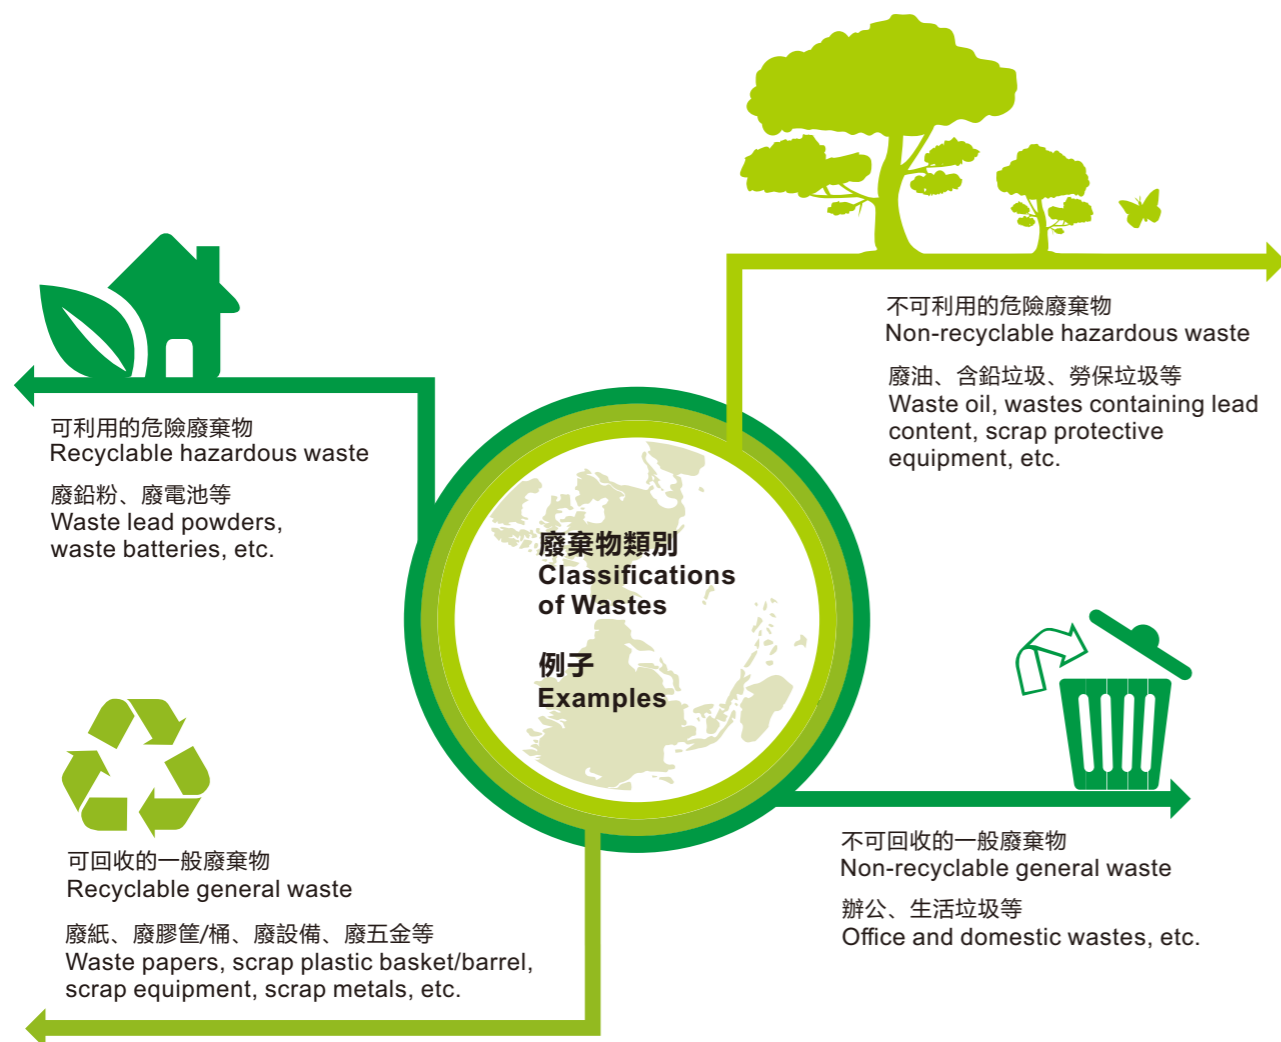 廢棄物類別
Classifications
of Wastes
例子
Examples
可利用的危險廢棄物
Recyclable hazardous waste
廢鉛粉、廢電池等
Waste lead powders,
waste batteries, etc.
不可利用的危險廢棄物
Non-recyclable hazardous waste
廢油、含鉛垃圾、勞保垃圾等
Waste oil, wastes containing lead
content, scrap protective
equipment, etc.
可回收的一般廢棄物
Recyclable general waste
廢紙、廢膠筐/桶、廢設備、廢五金等
Waste papers, scrap plastic basket/barrel,
scrap equipment, scrap metals, etc.
不可回收的一般廢棄物
Non-recyclable general waste
辦公、生活垃圾等
Office and domestic wastes, etc.